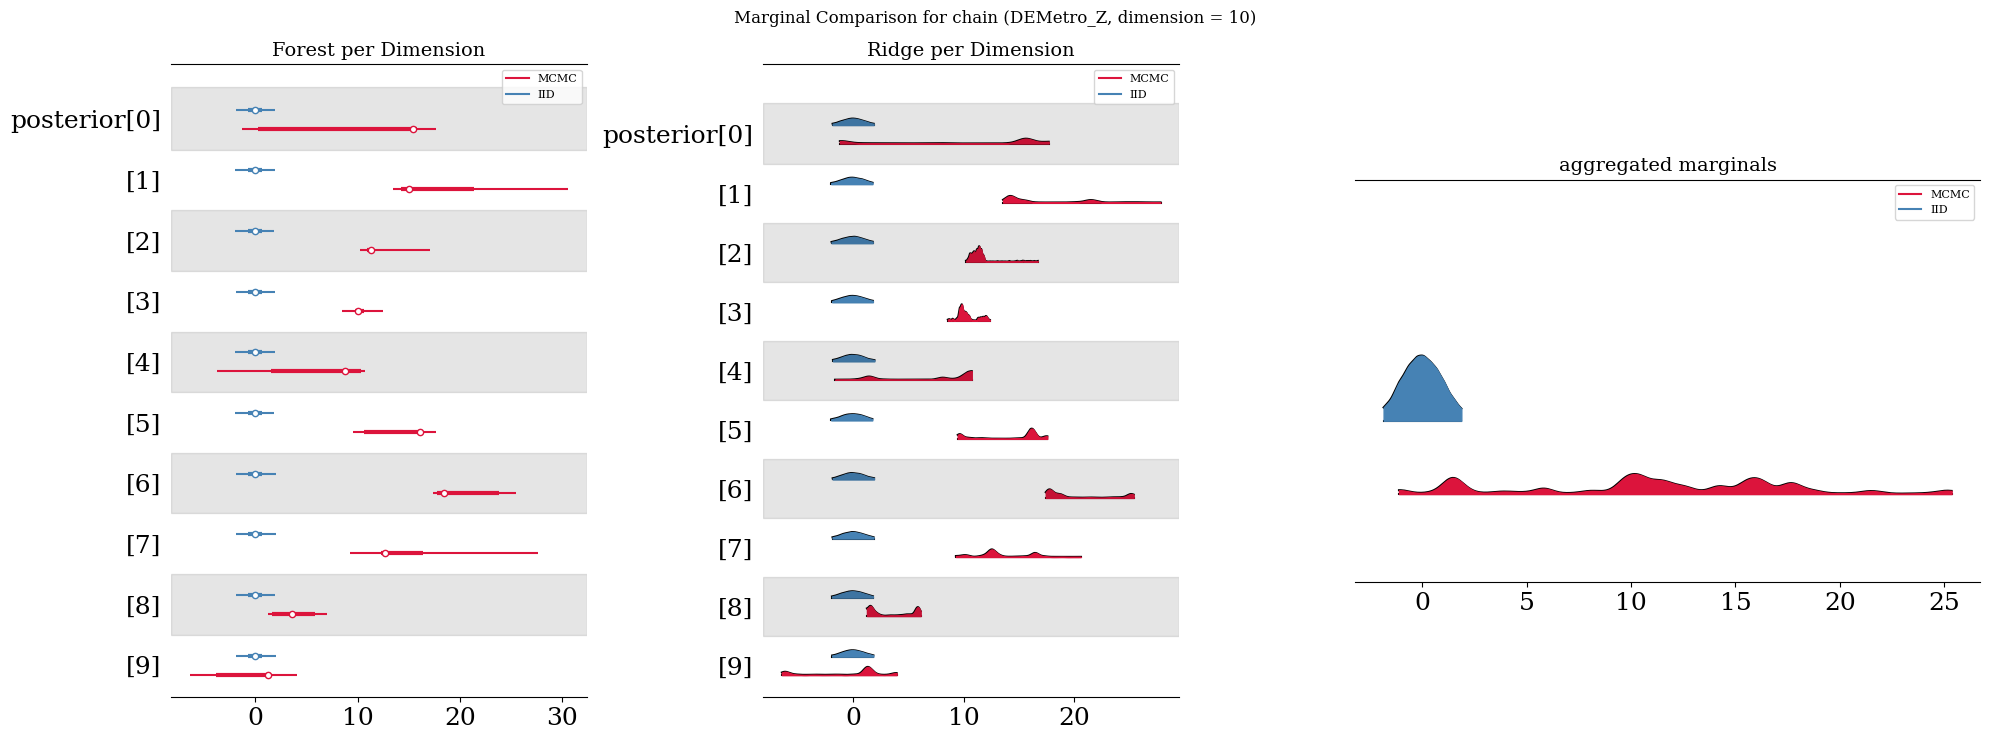 Marginal Comparison for chain (DEMetro_Z, dimension = 10)
Forest per Dimension
MCMC
IID
posterior[0]
[1]
[2]
[3]
[4]
[5]
[6]
[7]
[8]
[9]
0 10 20 30
Ridge per Dimension
MCMC
IID
posterior[0]
[1]
[2]
[3]
[4]
[5]
[6]
[7]
[8]
[9]
0 10 20
aggregated marginals
MCMC
IID
0 5 10 15 20 25